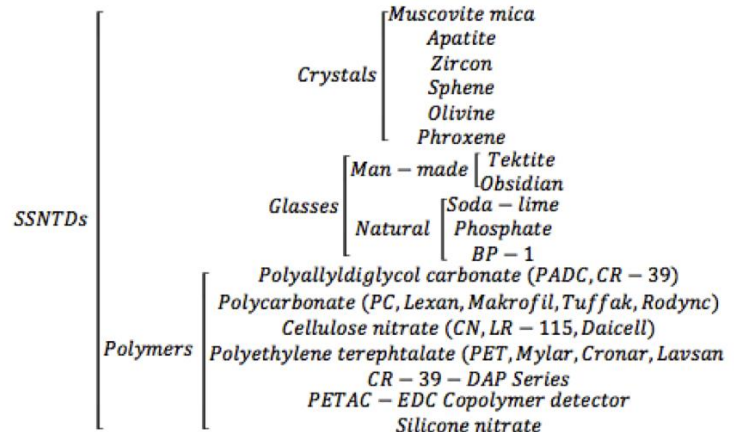 SSNTDs
Crystals
Muscovite mica
Apatite
Zircon
Sphene
Olivine
Phroxene
Glasses
Man − made
Tektite
Obsidian
Natural
Soda − lime
Phosphate
BP − 1
Polymers
Polyallyldiglycol carbonate (PADC, CR − 39)
Polycarbonate (PC, Lexan, Makrofil, Tuffak, Rodync)
Cellulose nitrate (CN, LR − 115, Daicell)
Polyethylene terephtalate (PET, Mylar, Cronar, Lavsan
CR − 39 − DAP Series
PETAC − EDC Copolymer detector
Silicone nitrate